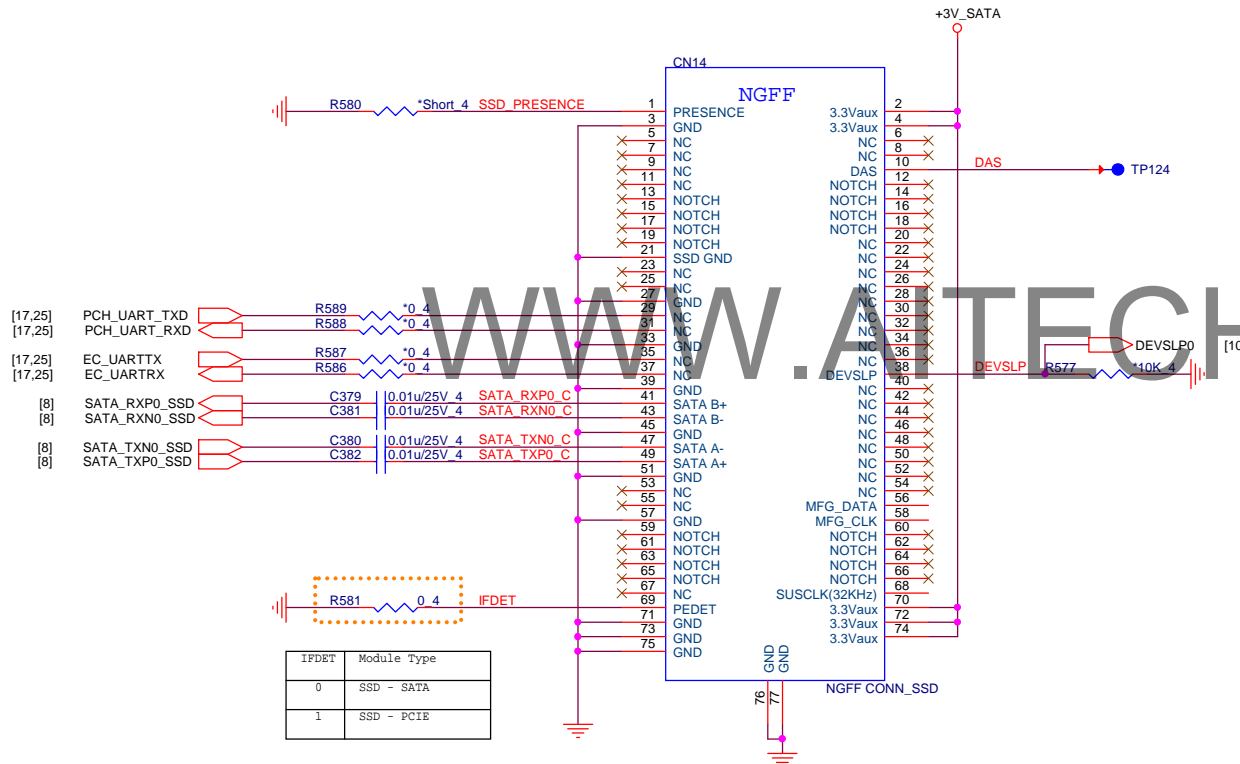 +3V_SATA
CN14
NGFF
R580 *Short_4 SSD_PRESENCE 1 PRESENCE 3.3Vaux 2
3 GND 3.3Vaux 4
5 NC NC 6
7 NC NC 8
9 NC DAS 10 DAS TP124
11 NC NOTCH 12
13 NOTCH NOTCH 14
15 NOTCH NOTCH 16
17 NOTCH NOTCH 18
19 NOTCH NC 20
21 SSD GND NC 22
23 NC NC 24
25 NC NC 26
27 GND NC 28
[17,25] PCH_UART_TXD R589 *0_4 29 NC NC 30
[17,25] PCH_UART_RXD R588 *0_4 31 NC NC 32
33 GND NC 34
[17,25] EC_UARTTX R587 *0_4 35 NC NC 36
[17,25] EC_UARTRX R586 *0_4 37 NC DEVSLP 38 DEVSLP R577 *10K_4
DEVSLP0 [10
39 GND NC 40
[8] SATA_RXP0_SSD C379 0.01u/25V_4 SATA_RXP0_C 41 SATA B+ NC 42
[8] SATA_RXN0_SSD C381 0.01u/25V_4 SATA_RXN0_C 43 SATA B- NC 44
45 GND NC 46
[8] SATA_TXN0_SSD C380 0.01u/25V_4 SATA_TXN0_C 47 SATA A- NC 48
[8] SATA_TXP0_SSD C382 0.01u/25V_4 SATA_TXP0_C 49 SATA A+ NC 50
51 GND NC 52
53 NC NC 54
55 NC MFG_DATA 56
57 GND MFG_CLK 58
59 NOTCH NOTCH 60
61 NOTCH NOTCH 62
63 NOTCH NOTCH 64
65 NOTCH NOTCH 66
67 NC SUSCLK(32KHz) 68
R581 0_4 IFDET 69 PEDET 3.3Vaux 70
71 GND 3.3Vaux 72
73 GND 3.3Vaux 74
75 GND
GND GND
76 77
NGFF CONN_SSD
IFDET Module Type
0 SSD - SATA
1 SSD - PCIE
WWW.AITECH